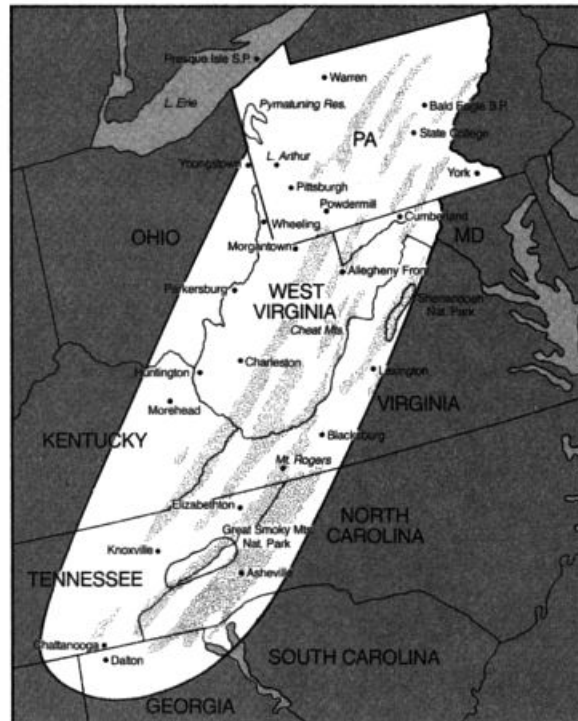 Presque Isle S.P.
Warren
L. Erie
Pymatuning Res.
Bald Eagle S.P.
State College
PA
Youngstown
L. Arthur
York
Pittsburgh
Powdermill
Cumberland
Wheeling
OHIO
MD
Morgantown
Allegheny Fron
Parkersburg
WEST
VIRGINIA
Shenandoah
Nat. Park
Cheat Mts.
Charleston
Huntington
Lexington
Morehead
VIRGINIA
KENTUCKY
Blacksburg
Mt. Rogers
Elizabethton
NORTH
CAROLINA
Great Smoky Mts.
Nat. Park
Knoxville
TENNESSEE
Asheville
Chattanooga
Dalton
SOUTH CAROLINA
GEORGIA